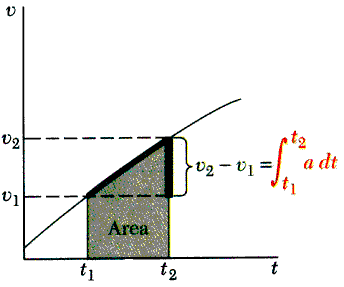 v
v₂
v₁
v₂ – v₁ = ∫ₜ₁ᵗ² a dt
Area
t₁
t₂
t